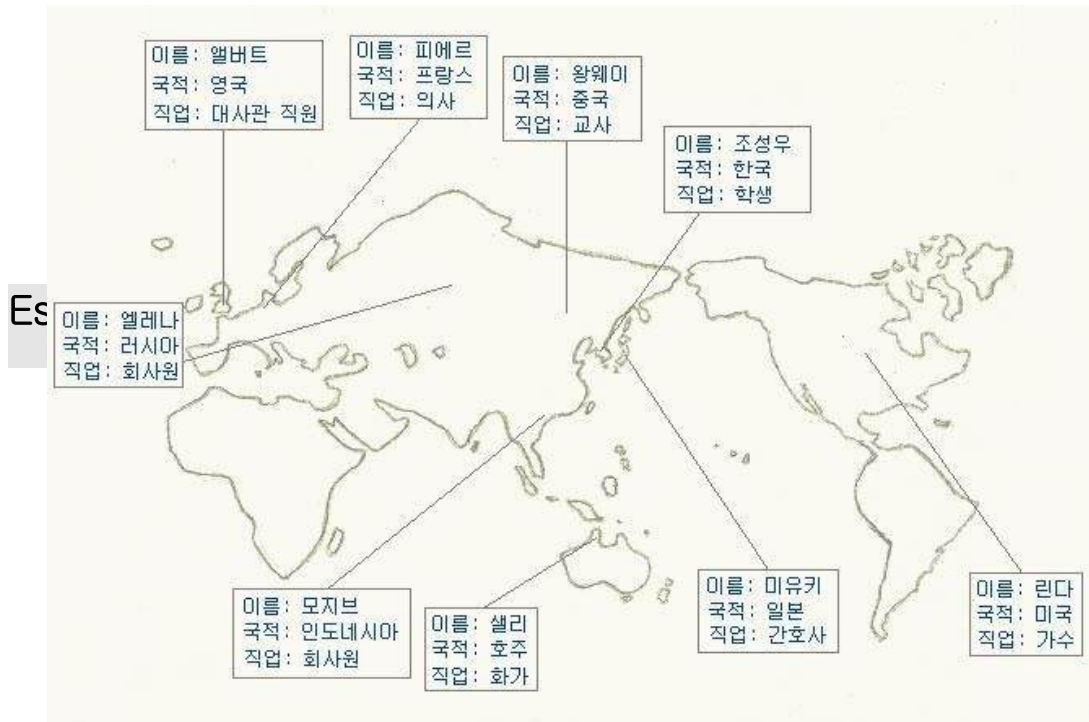 이름: 앨버트
국적: 영국
직업: 대사관 직원
이름: 피에르
국적: 프랑스
직업: 의사
이름: 왕웨이
국적: 중국
직업: 교사
이름: 조성우
국적: 한국
직업: 학생
Es
이름: 엘레나
국적: 러시아
직업: 회사원
이름: 모지브
국적: 인도네시아
직업: 회사원
이름: 샐리
국적: 호주
직업: 화가
이름: 미유키
국적: 일본
직업: 간호사
이름: 린다
국적: 미국
직업: 가수